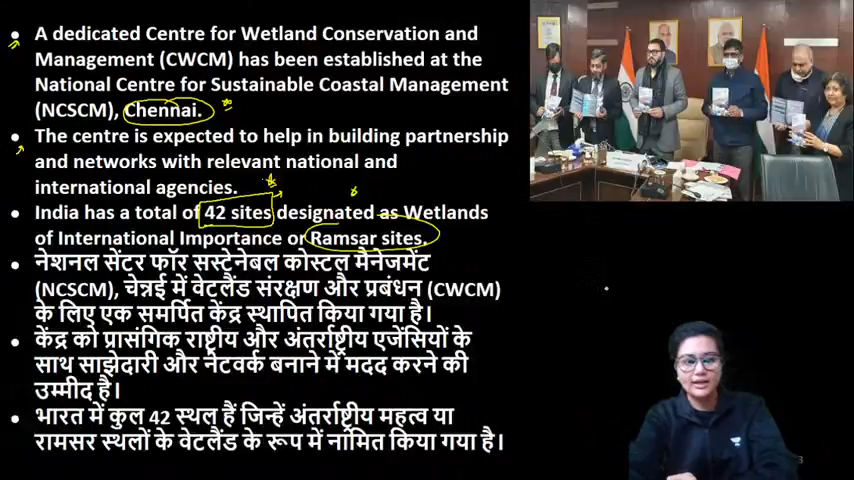 A dedicated Centre for Wetland Conservation and
Management (CWCM) has been established at the
National Centre for Sustainable Coastal Management
(NCSCM), Chennai.
The centre is expected to help in building partnership
and networks with relevant national and
international agencies.
India has a total of 42 sites designated as Wetlands
of International Importance or Ramsar sites.
नेशनल सेंटर फॉर सस्टेनेबल कोस्टल मैनेजमेंट
(NCSCM), चेन्नई में वेटलैंड संरक्षण और प्रबंधन (CWCM)
के लिए एक समर्पित केंद्र स्थापित किया गया है।
केंद्र को प्रासंगिक राष्ट्रीय और अंतर्राष्ट्रीय एजेंसियों के
साथ साझेदारी और नेटवर्क बनाने में मदद करने की
उम्मीद है।
भारत में कुल 42 स्थल हैं जिन्हें अंतर्राष्ट्रीय महत्व या
रामसर स्थलों के वेटलैंड के रूप में नामित किया गया है।